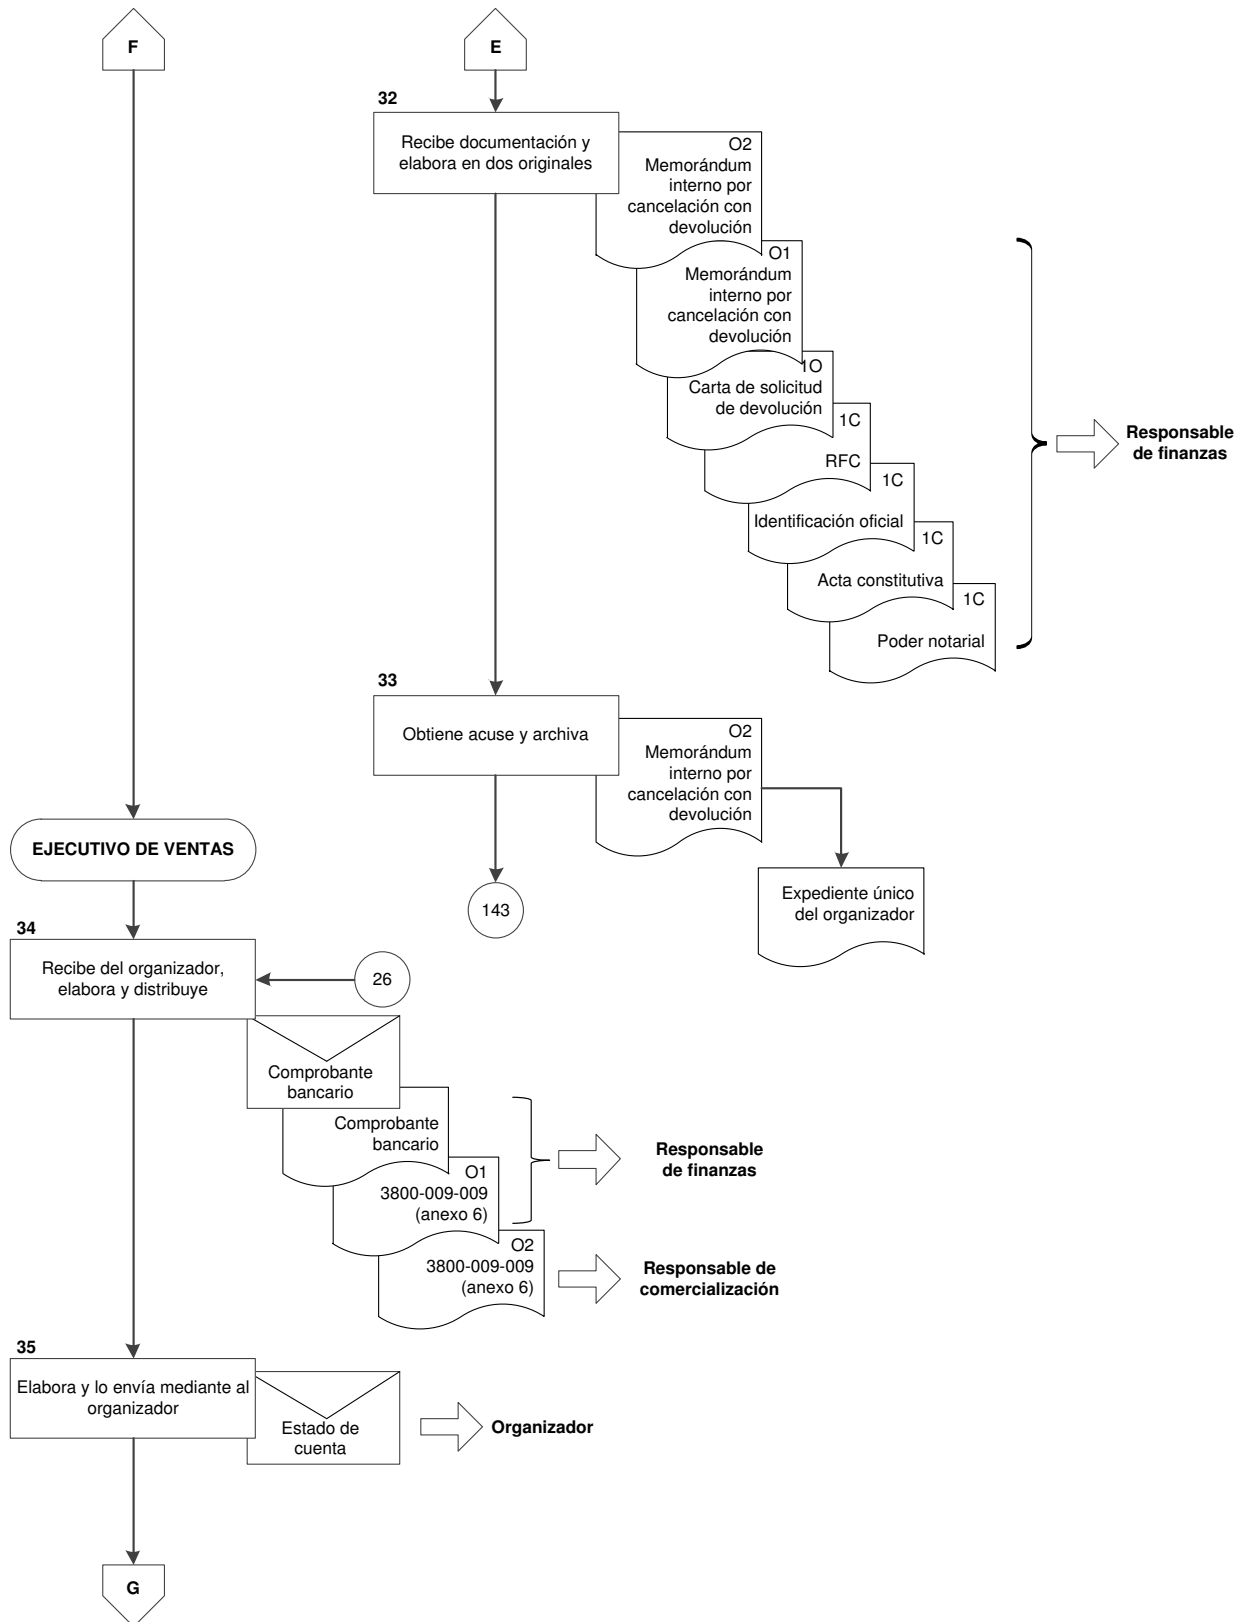 F
E
32
Recibe documentación y
elabora en dos originales
O2
Memorándum
interno por
cancelación con
devolución
O1
Memorándum
interno por
cancelación con
devolución
1O
Carta de solicitud
de devolución
1C
RFC
1C
Identificación oficial
1C
Acta constitutiva
1C
Poder notarial
Responsable
de finanzas
33
Obtiene acuse y archiva
O2
Memorándum
interno por
cancelación con
devolución
Expediente único
del organizador
143
EJECUTIVO DE VENTAS
34
Recibe del organizador,
elabora y distribuye
26
Comprobante
bancario
Comprobante
bancario
O1
3800-009-009
(anexo 6)
Responsable
de finanzas
O2
3800-009-009
(anexo 6)
Responsable de
comercialización
35
Elabora y lo envía mediante al
organizador
Estado de
cuenta
Organizador
G